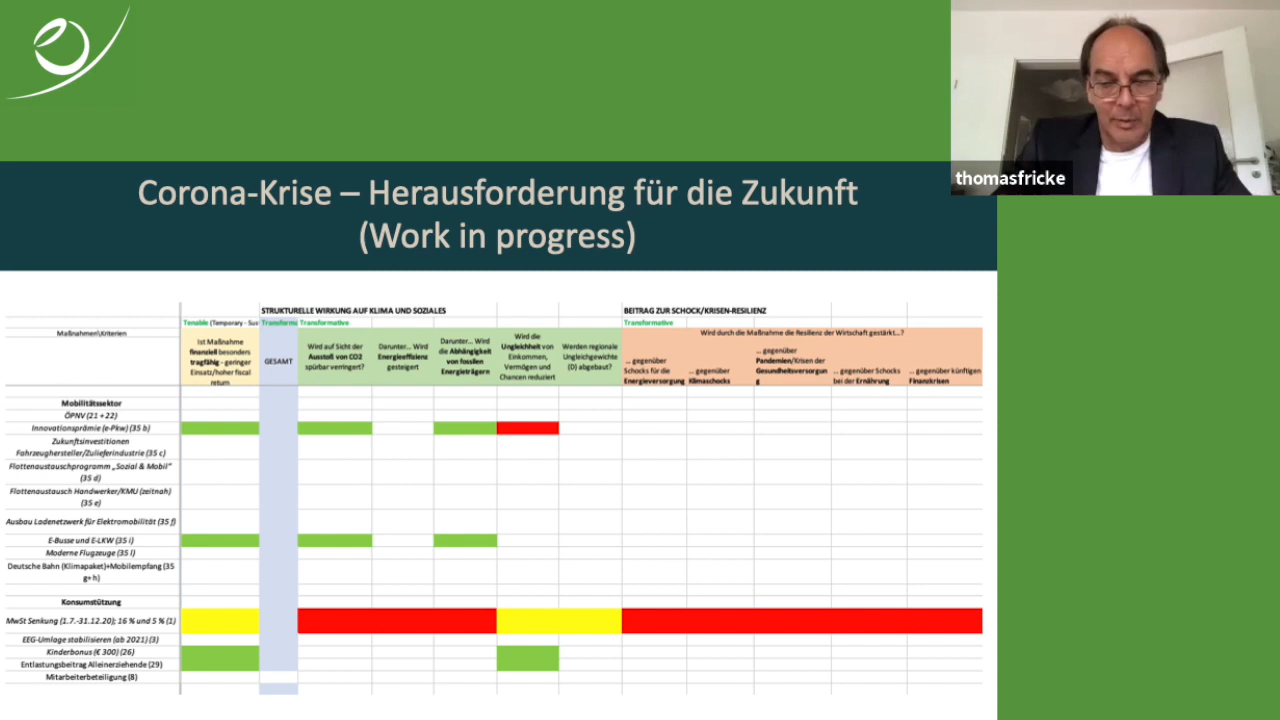 thomasfricke
Corona-Krise – Herausforderung für die Zukunft
(Work in progress)
STRUKTURELLE WIRKUNG AUF KLIMA UND SOZIALES
BEITRAG ZUR SCHOCK/KRISEN-RESILIENZ
Tensible (Temporary - Sus
Transforma
Transformative
Transformative
Maßnahmen\Kriterien
Ist Maßnahme
finanziell besonders
tragfähig - geringer
Einsatz/hoher fiscal
return
GESAMT
Wird auf Sicht der
Ausstoß von CO2
spürbar verringert?
Darunter... Wird
Energieeffizienz
gesteigert
Darunter... Wird
die Abhängigkeit
von fossilen
Energieträgern
Wird die
Ungleichheit von
Einkommen,
Vermögen und
Chancen reduziert
Werden regionale
Ungleichgewichte
(D) abgebaut?
Wird durch die Maßnahme die Resilienz der Wirtschaft gestärkt...?
... gegenüber
Schocks für die
Energieversorgung
... gegenüber
Klimaschocks
... gegenüber
Pandemien/Krisen der
Gesundheitsversorgun
g
... gegenüber Schocks
bei der Ernährung
... gegenüber künftigen
Finanzkrisen
Mobilitätssektor
ÖPNV (21 + 22)
Innovationsprämie (e-Pkw) (35 b)
Zukunftsinvestitionen
Fahrzeughersteller/Zulieferindustrie (35 c)
Flottenaustauschprogramm „Sozial & Mobil"
(35 d)
Flottenaustausch Handwerker/KMU (zeitnah)
(35 e)
Ausbau Ladenetzwerk für Elektromobilität (35 f)
E-Busse und E-LKW (35 i)
Moderne Flugzeuge (35 l)
Deutsche Bahn (Klimapaket)+Mobilempfang (35
g+ h)
Konsumstützung
MwSt Senkung (1.7.-31.12.20); 16 % und 5 % (1)
EEG-Umlage stabilisieren (ab 2021) (3)
Kinderbonus (€ 300) (26)
Entlastungsbeitrag Alleinerziehende (29)
Mitarbeiterbeteiligung (8)